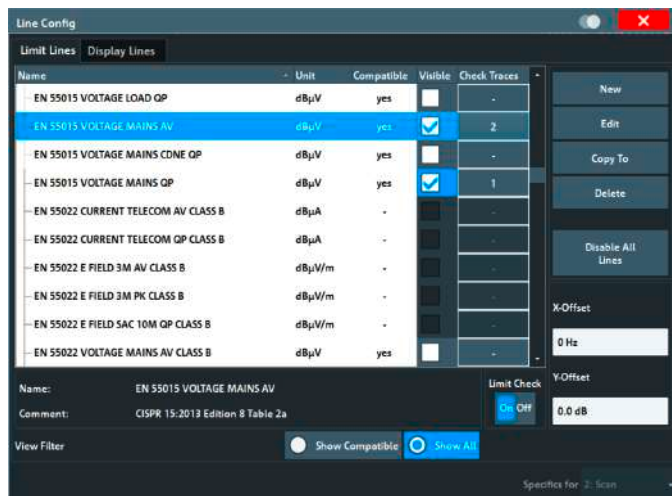 Line Config
Limit Lines Display Lines
Name Unit Compatible Visible Check Traces
EN 55015 VOLTAGE LOAD QP dBµV yes -
EN 55015 VOLTAGE MAINS AV dBµV yes 2
EN 55015 VOLTAGE MAINS CDNE QP dBµV yes -
EN 55015 VOLTAGE MAINS QP dBµV yes 1
EN 55022 CURRENT TELECOM AV CLASS B dBµA - -
EN 55022 CURRENT TELECOM QP CLASS B dBµA - -
EN 55022 E FIELD 3M AV CLASS B dBµV/m - -
EN 55022 E FIELD 3M PK CLASS B dBµV/m - -
EN 55022 E FIELD SAC 10M QP CLASS B dBµV/m - -
EN 55022 VOLTAGE MAINS AV CLASS B dBµV yes -
New
Edit
Copy To
Delete
Disable All
Lines
X-Offset
0 Hz
Y-Offset
0.0 dB
Name: EN 55015 VOLTAGE MAINS AV
Comment: CISPR 15:2013 Edition 8 Table 2a
Limit Check
On Off
View Filter Show Compatible Show All
Specifics for 2: Scan